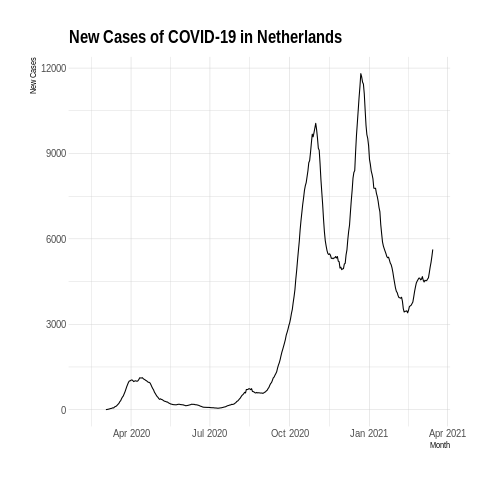 New Cases of COVID-19 in Netherlands
New Cases
12000
9000
6000
3000
0
Apr 2020 Jul 2020 Oct 2020 Jan 2021 Apr 2021
Month